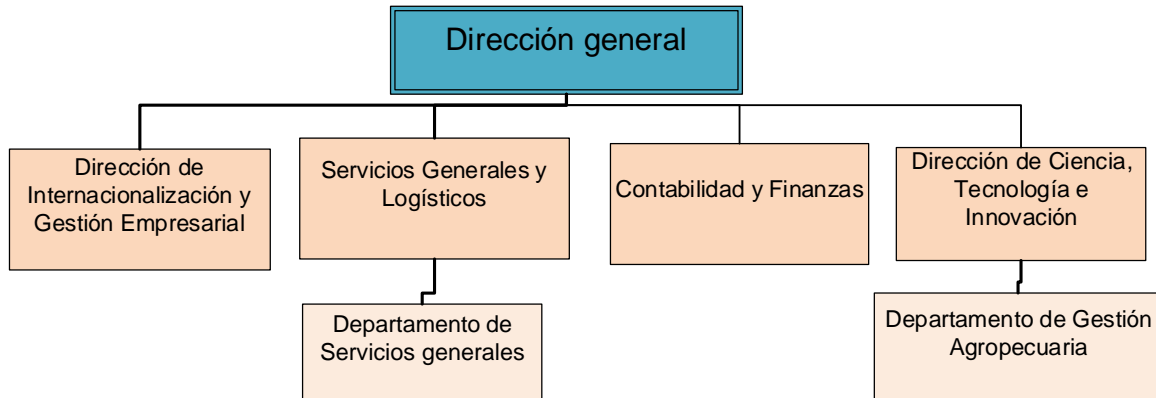 Dirección general
Dirección de
Internacionalización y
Gestión Empresarial
Servicios Generales y
Logísticos
Contabilidad y Finanzas
Dirección de Ciencia,
Tecnología e
Innovación
Departamento de
Servicios generales
Departamento de Gestión
Agropecuaria